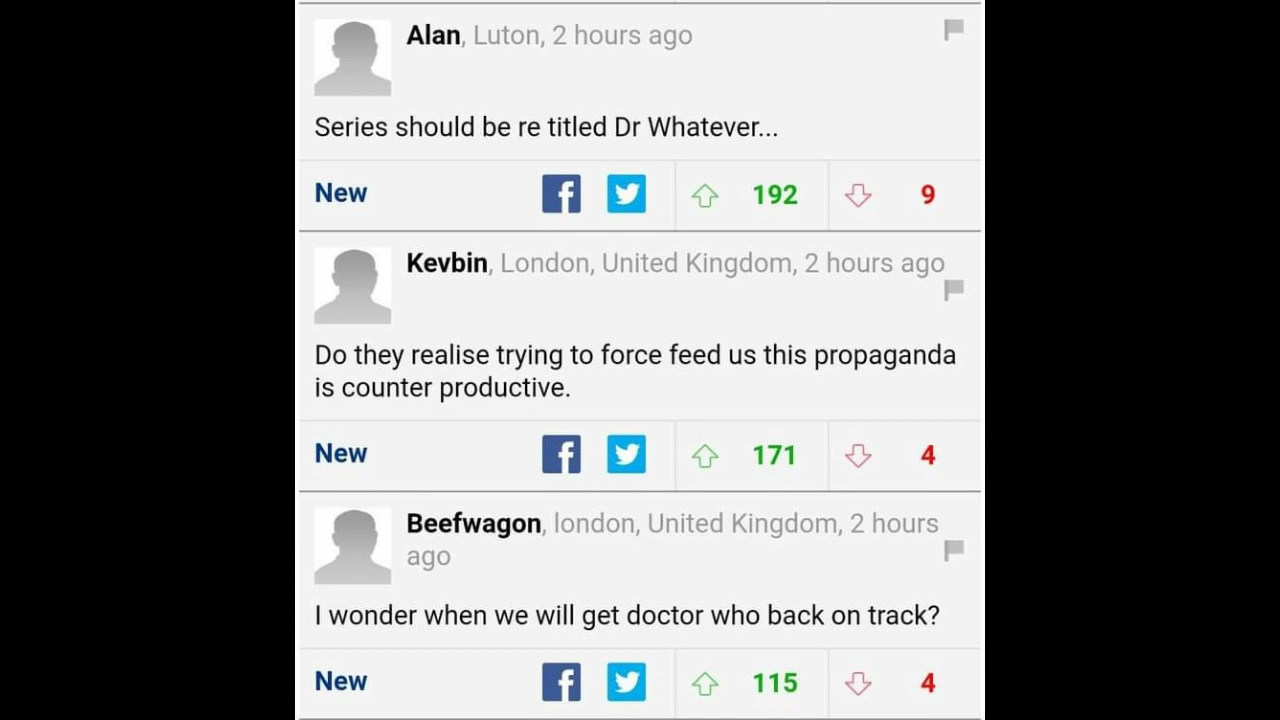 Alan, Luton, 2 hours ago
Series should be re titled Dr Whatever...
New 192 9
Kevbin, London, United Kingdom, 2 hours ago
Do they realise trying to force feed us this propaganda
is counter productive.
New 171 4
Beefwagon, london, United Kingdom, 2 hours
ago
I wonder when we will get doctor who back on track?
New 115 4